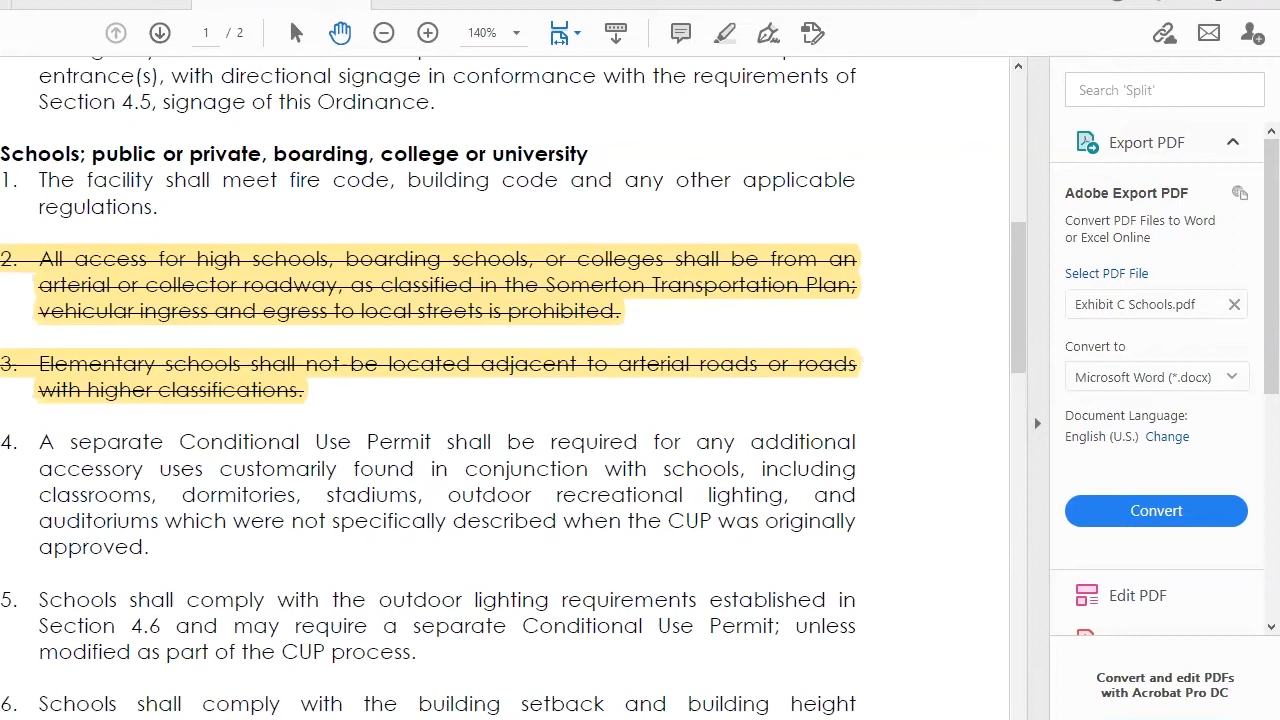 1 / 2
140%
entrance(s), with directional signage in conformance with the requirements of
Section 4.5, signage of this Ordinance.
Schools; public or private, boarding, college or university
1. The facility shall meet fire code, building code and any other applicable
regulations.
2. All access for high schools, boarding schools, or colleges shall be from an
arterial or collector roadway, as classified in the Somerton Transportation Plan;
vehicular ingress and egress to local streets is prohibited.
3. Elementary schools shall not be located adjacent to arterial roads or roads
with higher classifications.
4. A separate Conditional Use Permit shall be required for any additional
accessory uses customarily found in conjunction with schools, including
classrooms, dormitories, stadiums, outdoor recreational lighting, and
auditoriums which were not specifically described when the CUP was originally
approved.
5. Schools shall comply with the outdoor lighting requirements established in
Section 4.6 and may require a separate Conditional Use Permit; unless
modified as part of the CUP process.
6. Schools shall comply with the building setback and building height
Search 'Split'
Export PDF
Adobe Export PDF
Convert PDF Files to Word
or Excel Online
Select PDF File
Exhibit C Schools.pdf
Convert to
Microsoft Word (*.docx)
Document Language:
English (U.S.) Change
Convert
Edit PDF
Convert and edit PDFs
with Acrobat Pro DC